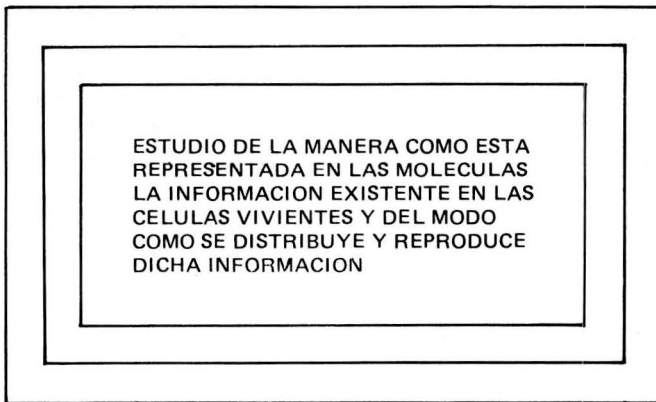 ESTUDIO DE LA MANERA COMO ESTA
REPRESENTADA EN LAS MOLECULAS
LA INFORMACION EXISTENTE EN LAS
CELULAS VIVIENTES Y DEL MODO
COMO SE DISTRIBUYE Y REPRODUCE
DICHA INFORMACION